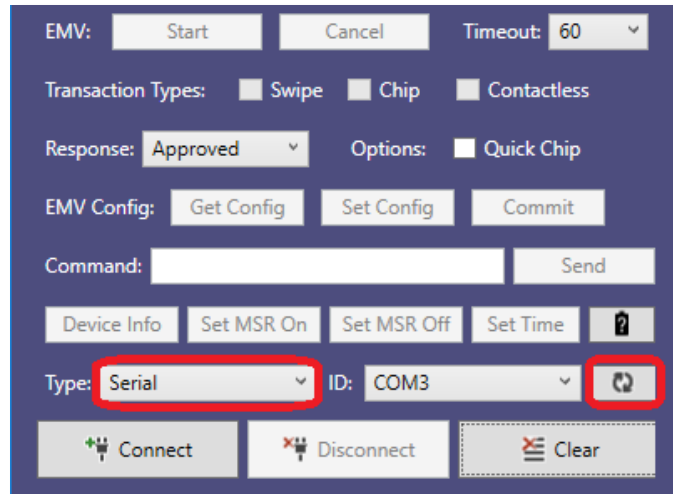 EMV: Start Cancel Timeout: 60
Transaction Types: Swipe Chip Contactless
Response: Approved Options: Quick Chip
EMV Config: Get Config Set Config Commit
Command: Send
Device Info Set MSR On Set MSR Off Set Time ?
Type: Serial ID: COM3
Connect Disconnect Clear